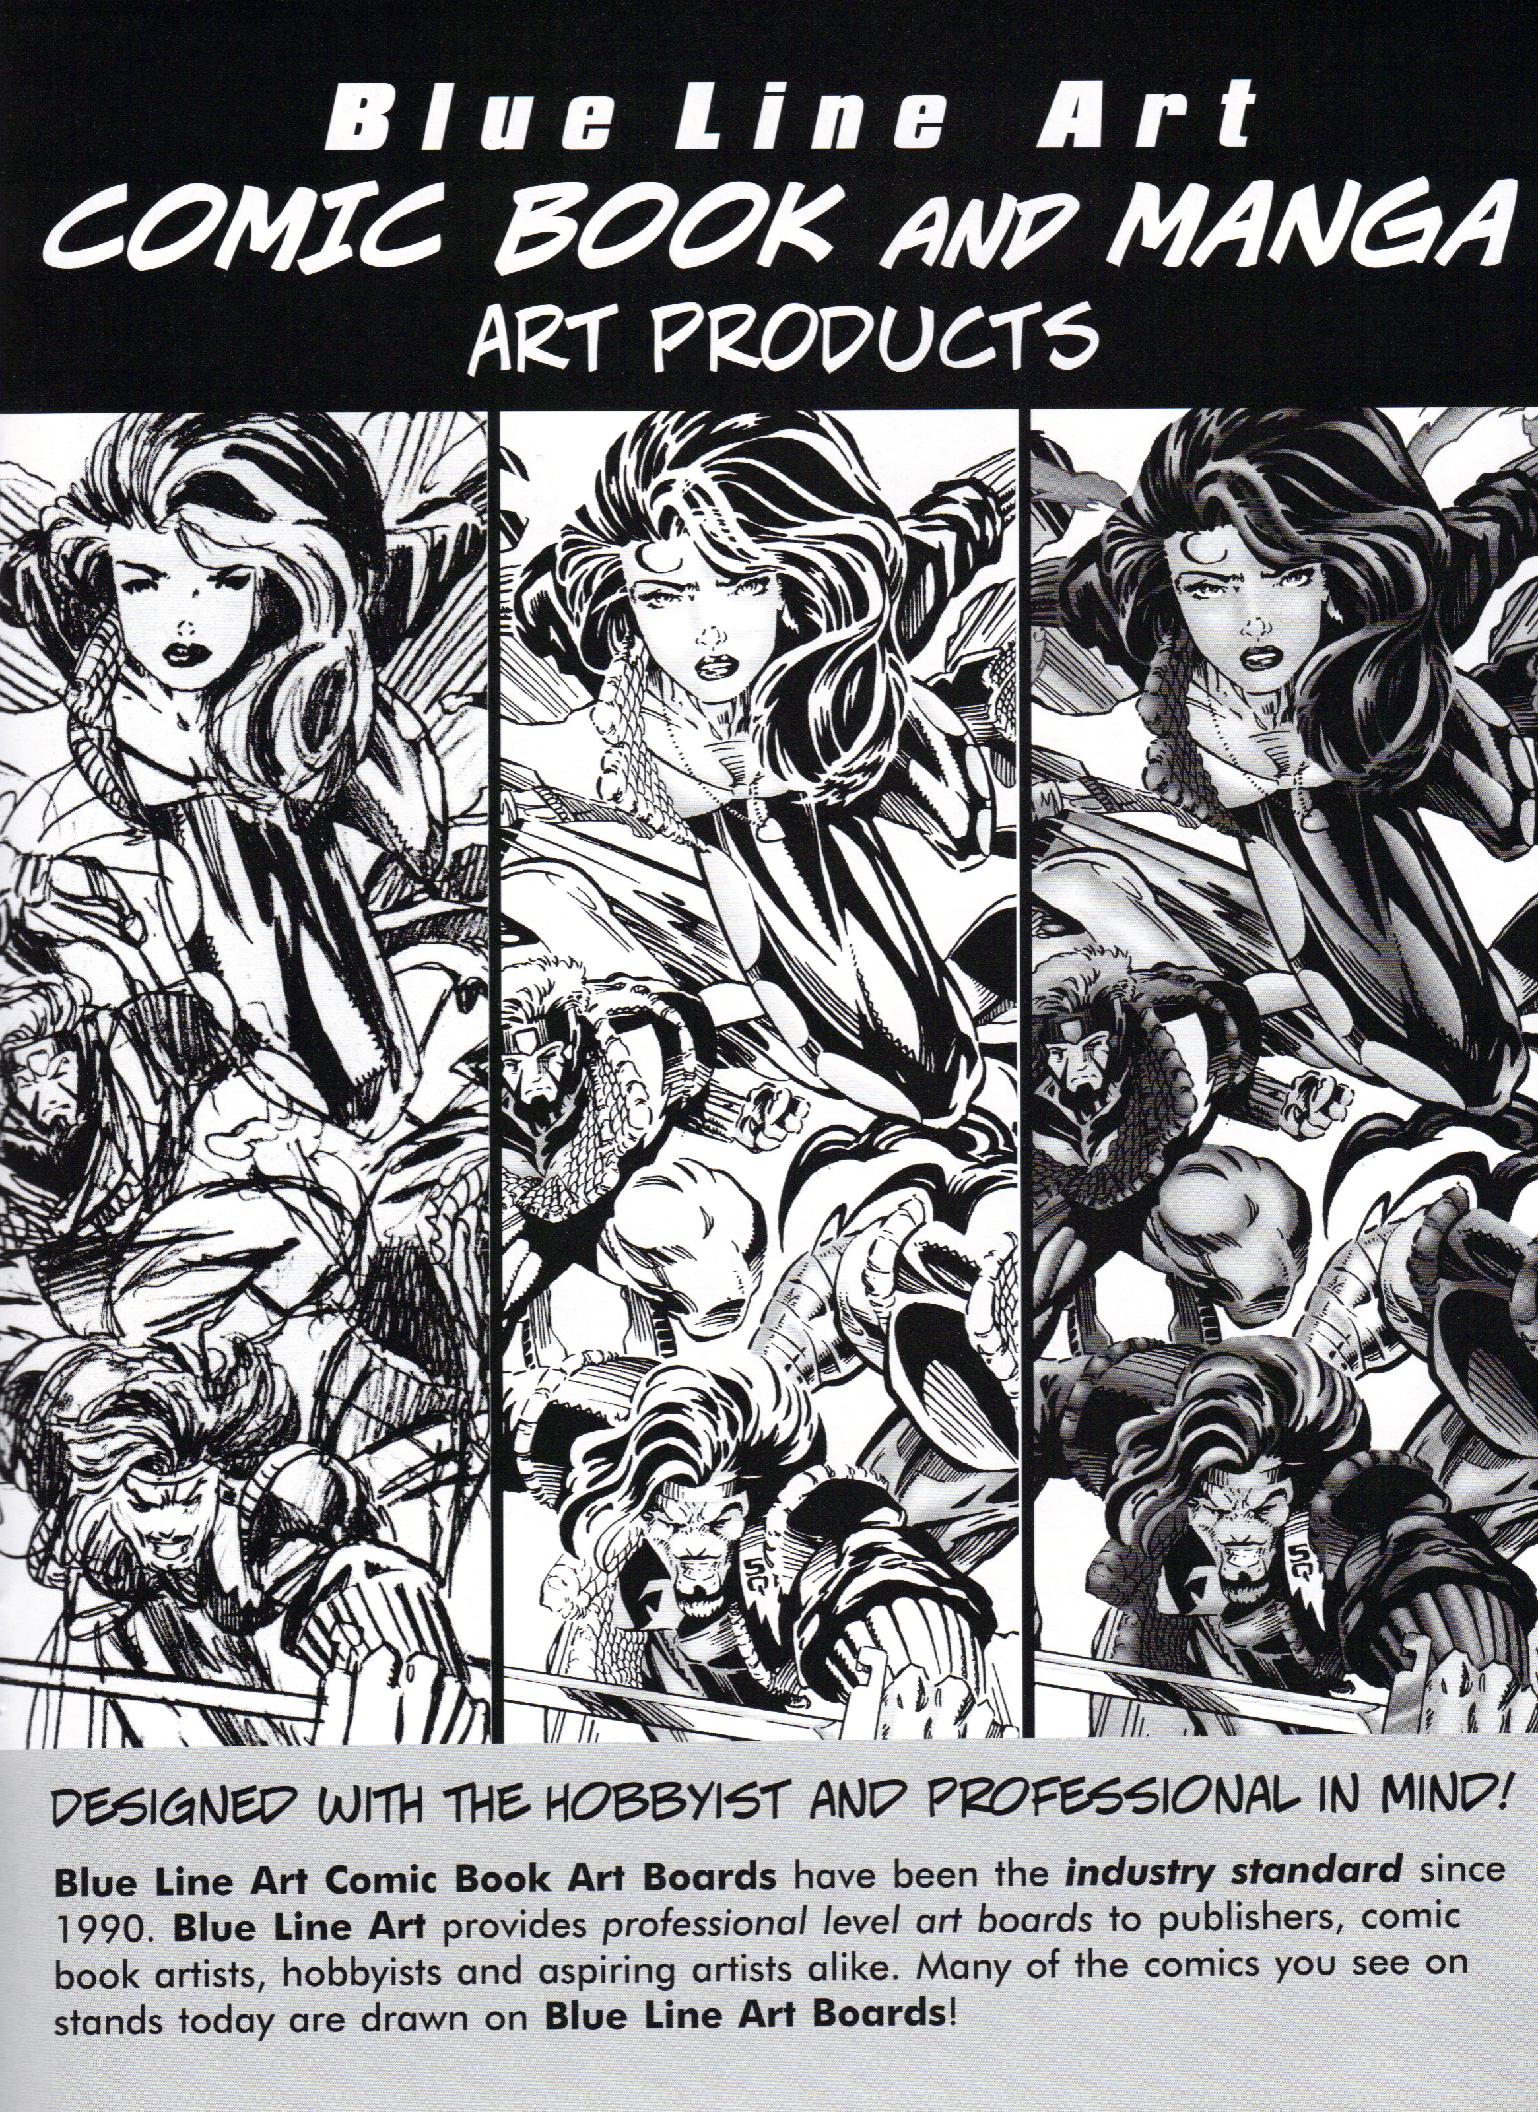 Blue Line Art
COMIC BOOK AND MANGA
ART PRODUCTS
SG
SG
DESIGNED WITH THE HOBBYIST AND PROFESSIONAL IN MIND!
Blue Line Art Comic Book Art Boards have been the industry standard since
1990. Blue Line Art provides professional level art boards to publishers, comic
book artists, hobbyists and aspiring artists alike. Many of the comics you see on
stands today are drawn on Blue Line Art Boards!